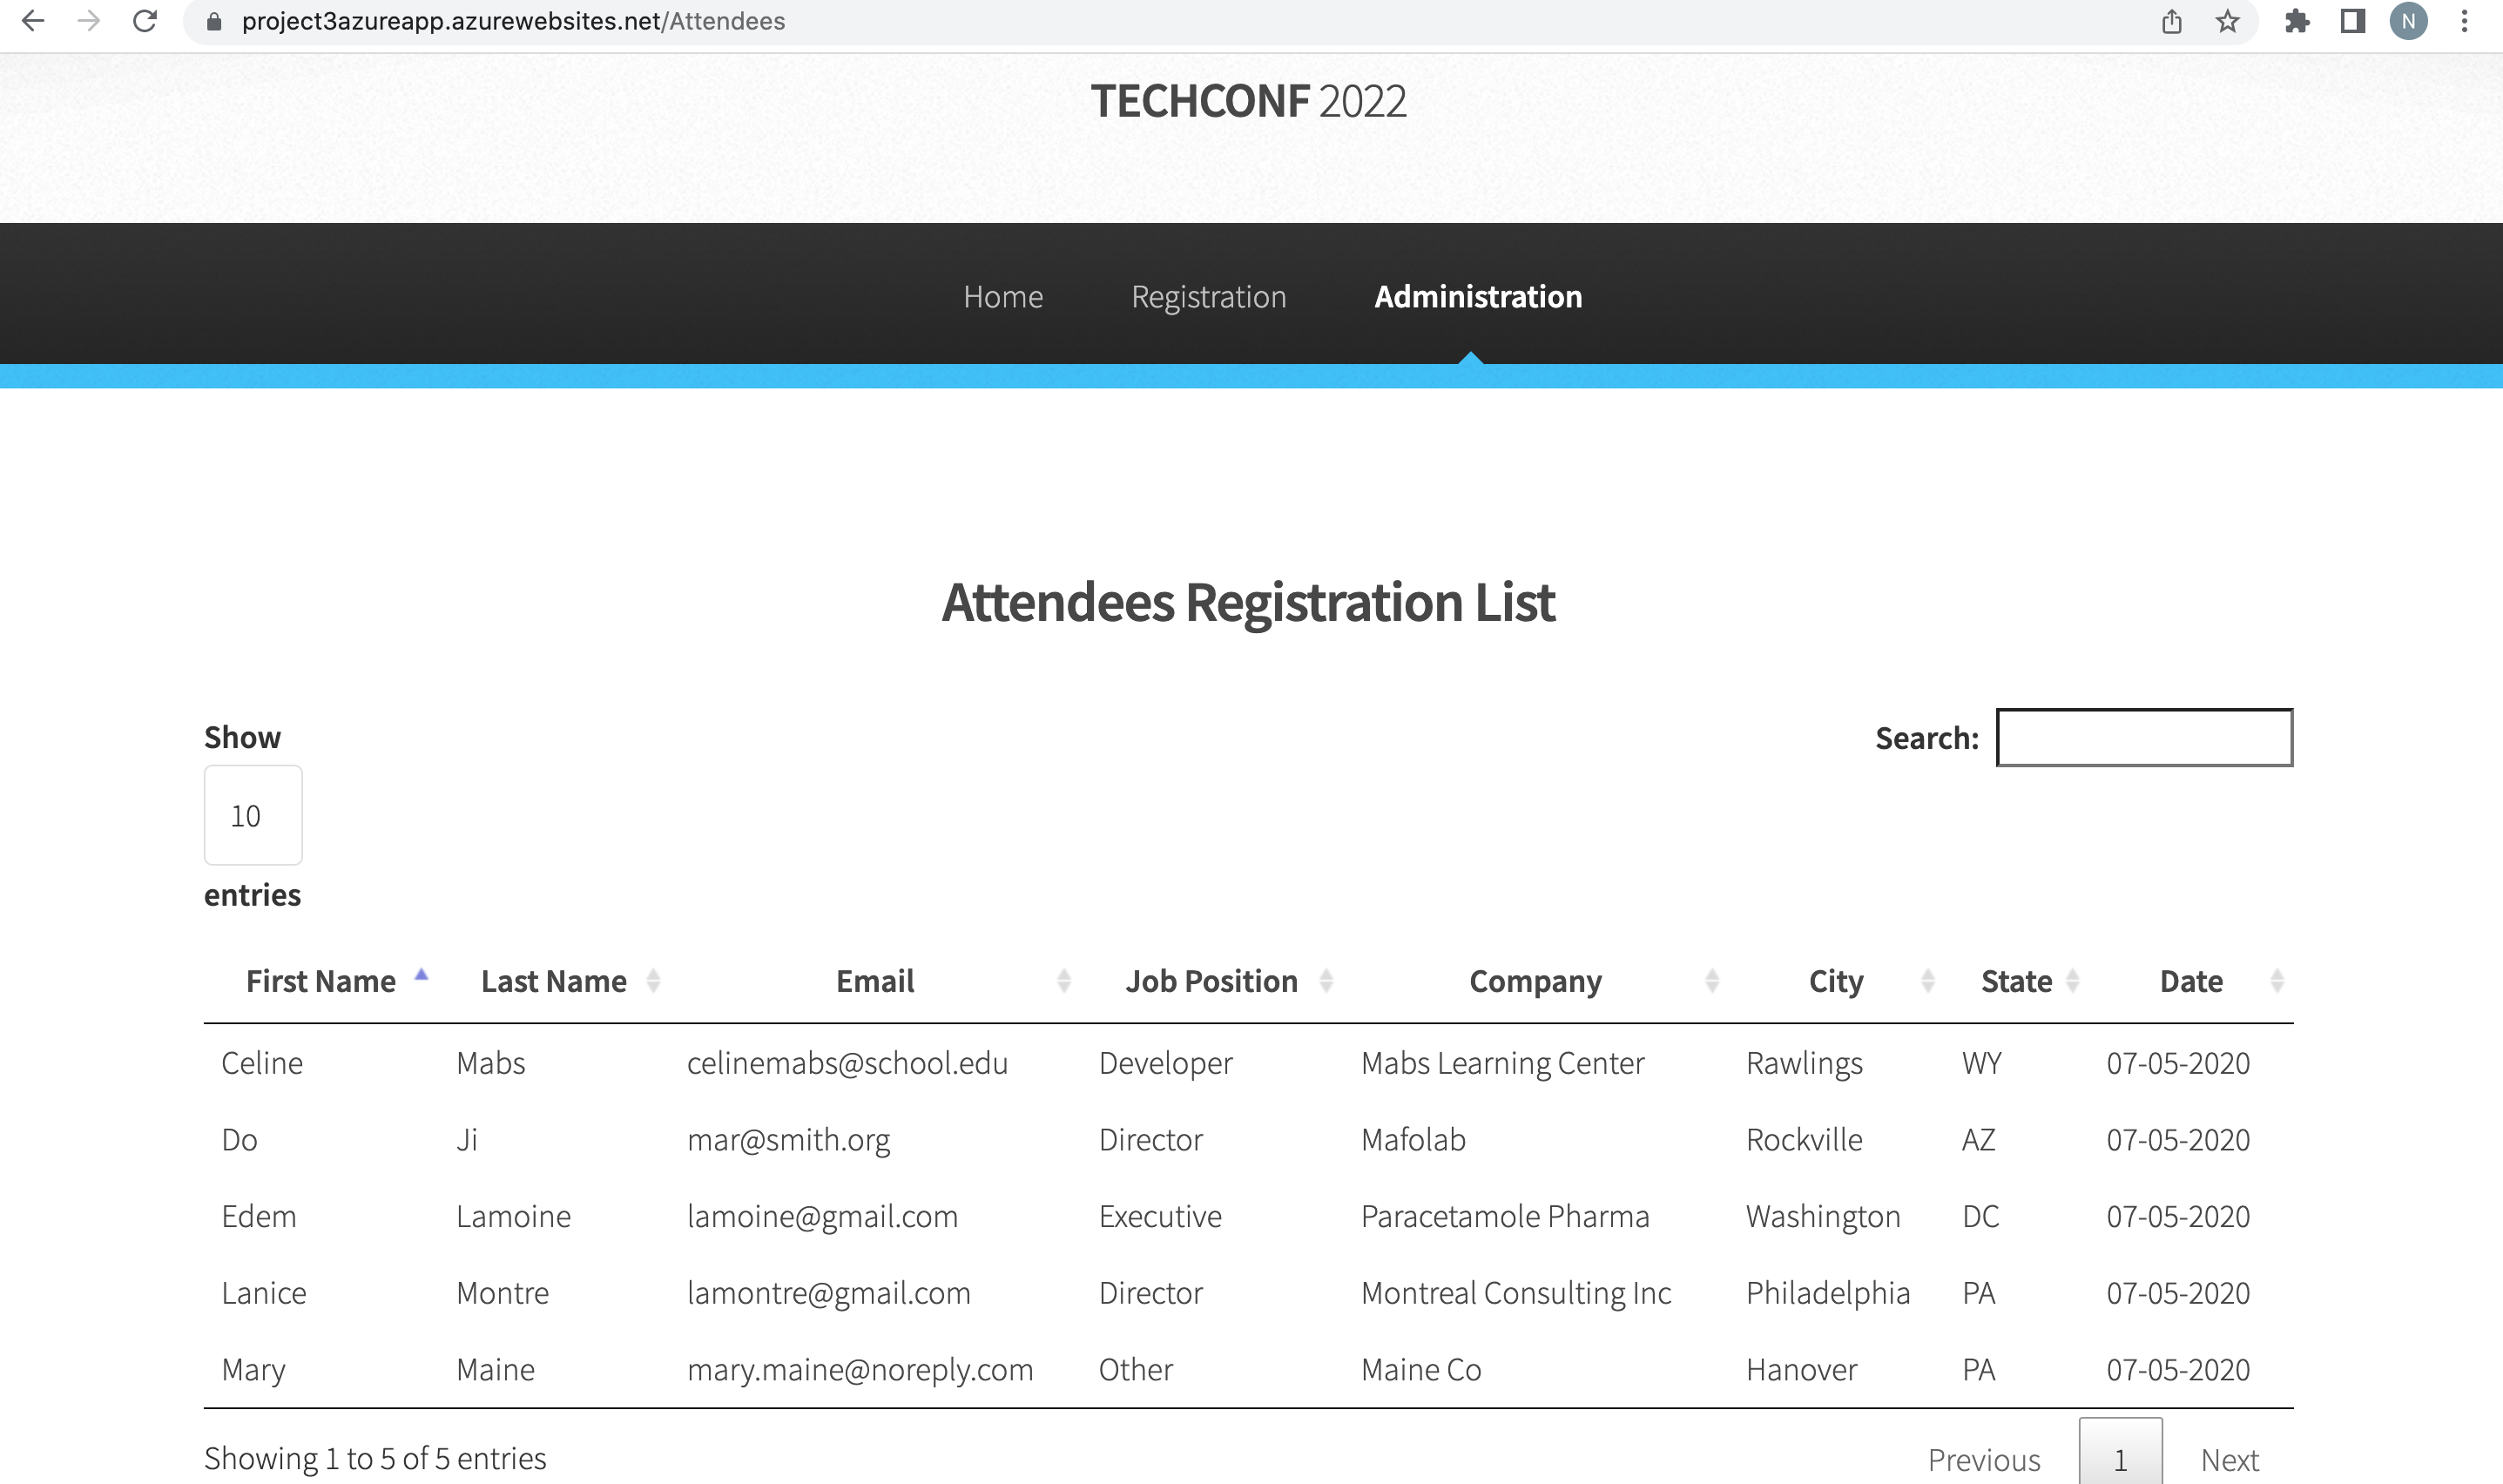 project3azureapp.azurewebsites.net/Attendees
N
TECHCONF 2022
Home Registration Administration
Attendees Registration List
Show
Search:
10
entries
First Name Last Name Email Job Position Company City State Date
Celine Mabs celinemabs@school.edu Developer Mabs Learning Center Rawlings WY 07-05-2020
Do Ji mar@smith.org Director Mafolab Rockville AZ 07-05-2020
Edem Lamoine lamoine@gmail.com Executive Paracetamole Pharma Washington DC 07-05-2020
Lanice Montre lamontre@gmail.com Director Montreal Consulting Inc Philadelphia PA 07-05-2020
Mary Maine mary.maine@noreply.com Other Maine Co Hanover PA 07-05-2020
Showing 1 to 5 of 5 entries
Previous 1 Next